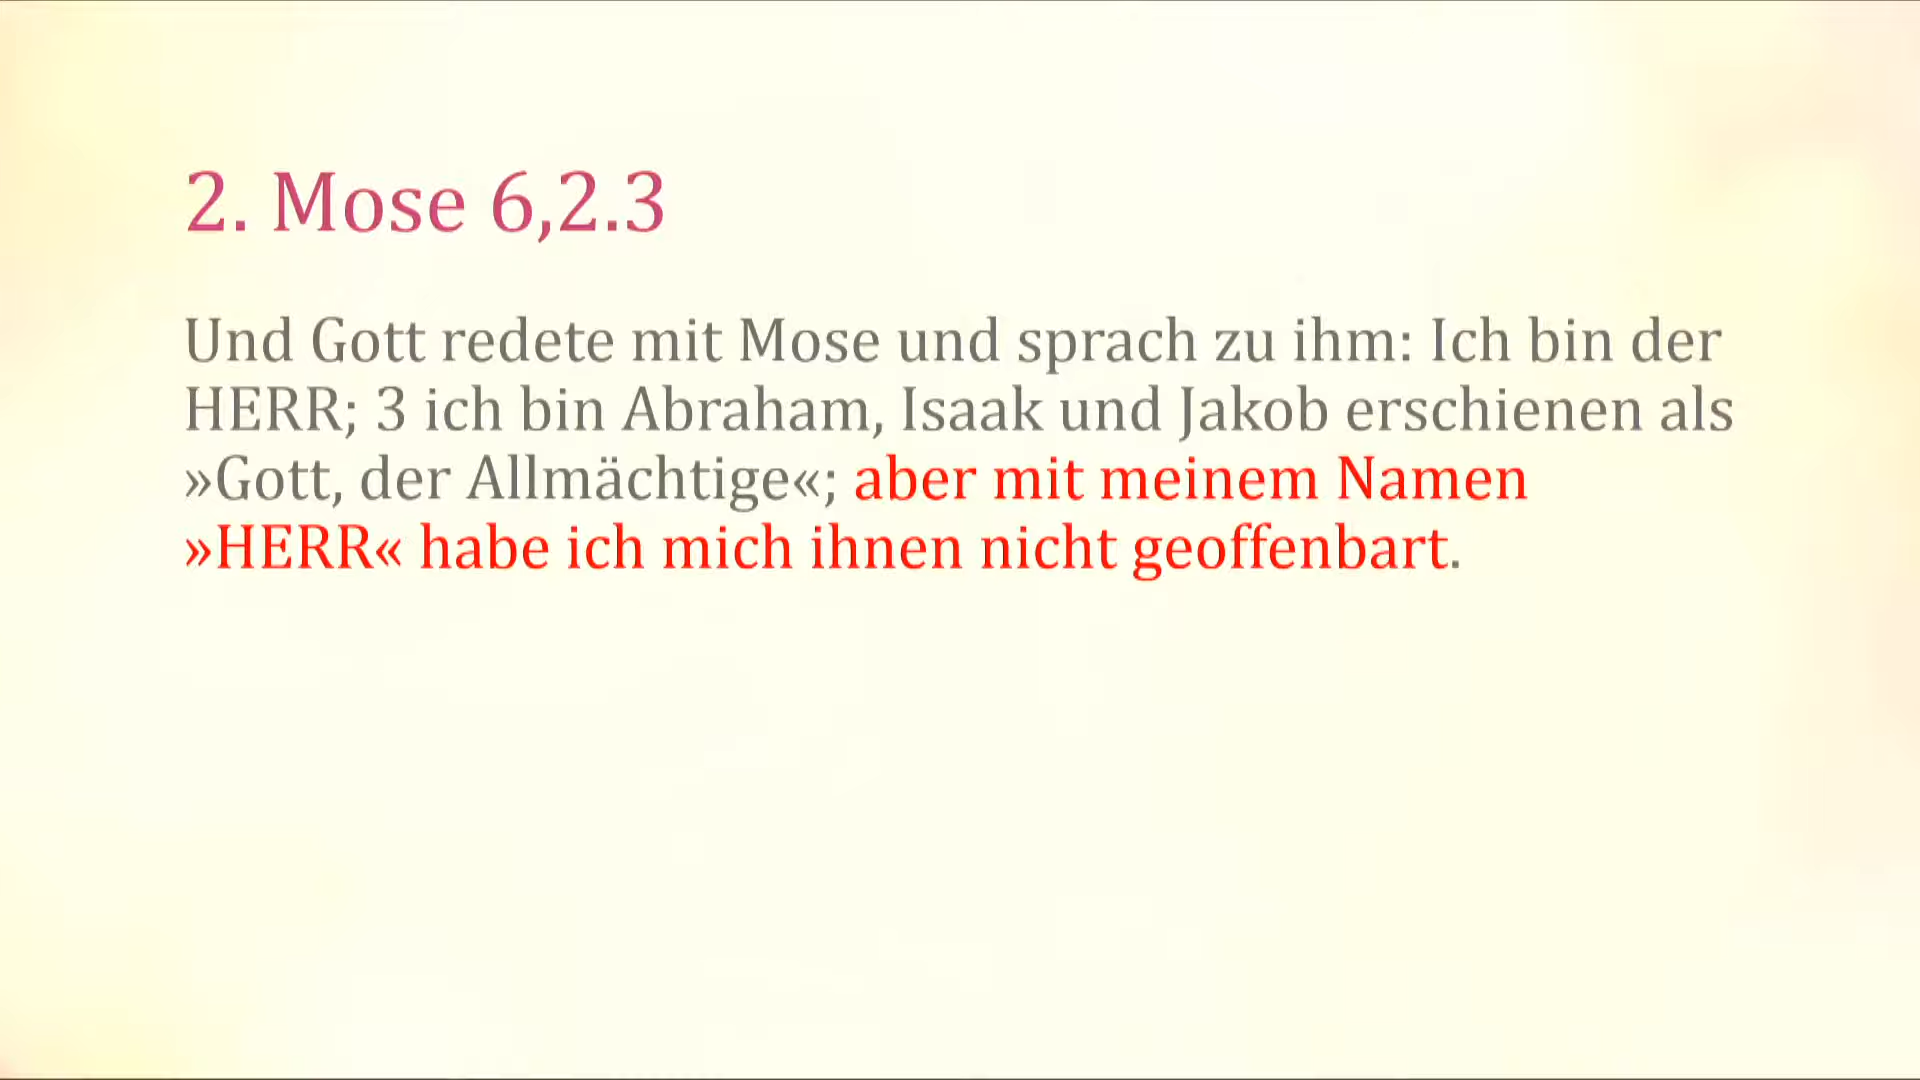 2. Mose 6,2.3
Und Gott redete mit Mose und sprach zu ihm: Ich bin der
HERR; 3 ich bin Abraham, Isaak und Jakob erschienen als
»Gott, der Allmächtige«; aber mit meinem Namen
»HERR« habe ich mich ihnen nicht geoffenbart.